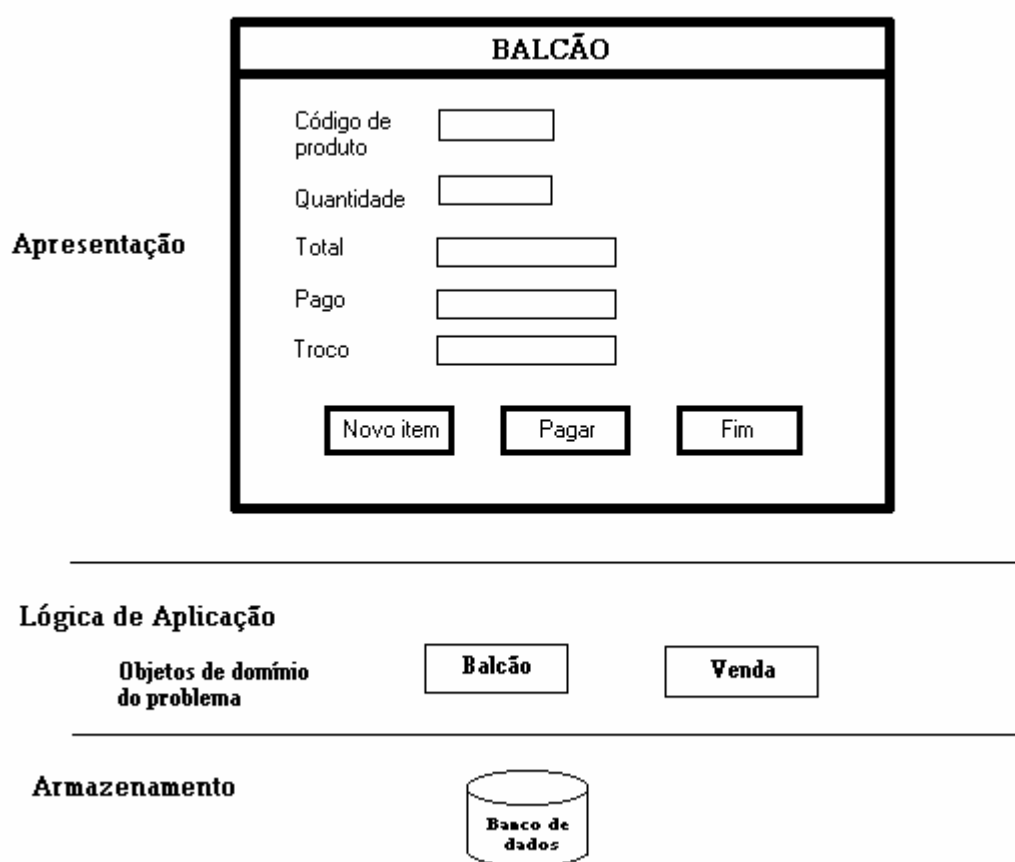 BALCÃO
Código de
produto
Quantidade
Apresentação
Total
Pago
Troco
Novo item
Pagar
Fim
Lógica de Aplicação
Objetos de domínio
do problema
Balcão
Venda
Armazenamento
Banco de
dados